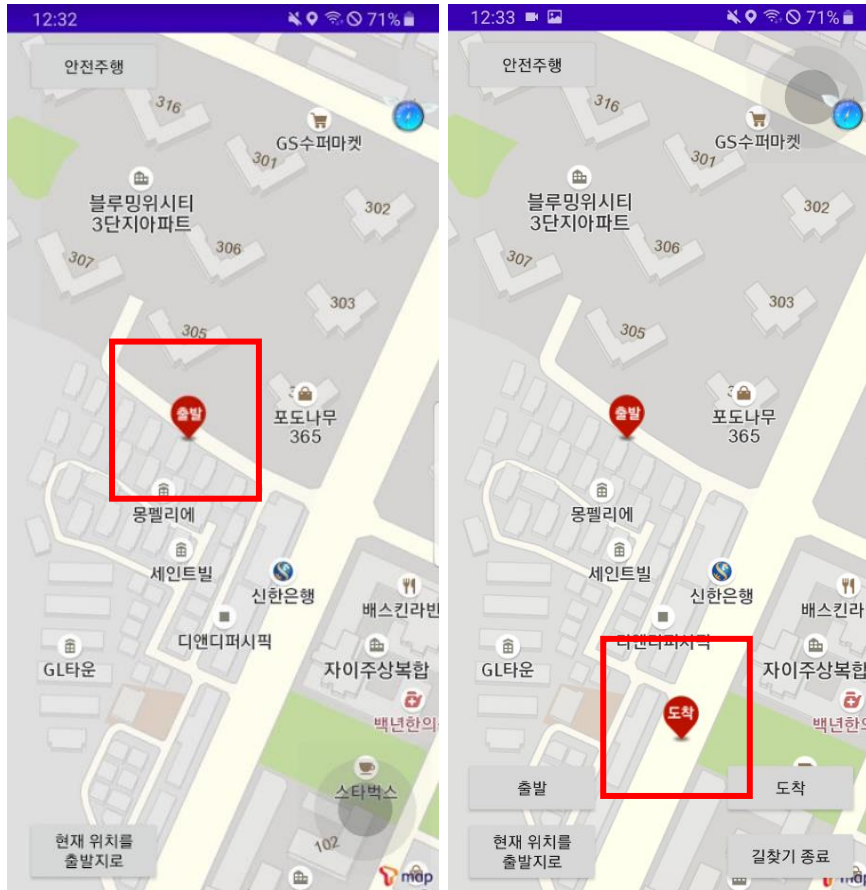 12:32
71%
안전주행
316
GS수퍼마켓
301
블루밍위시티
3단지아파트
302
306
307
303
305
출발
포도나무
365
몽펠리에
세인트빌
신한은행
배스킨라빈
디앤디퍼시픽
GL타운
자이주상복합
백년한의
스타벅스
102
현재 위치를
출발지로
map
12:33
71%
안전주행
316
GS수퍼마켓
301
블루밍위시티
3단지아파트
302
306
307
303
305
출발
포도나무
365
몽펠리에
세인트빌
신한은행
배스킨라
디앤디퍼시픽
GL타운
자이주상복합
도착
백년한의
출발
도착
현재 위치를
출발지로
길찾기 종료
map